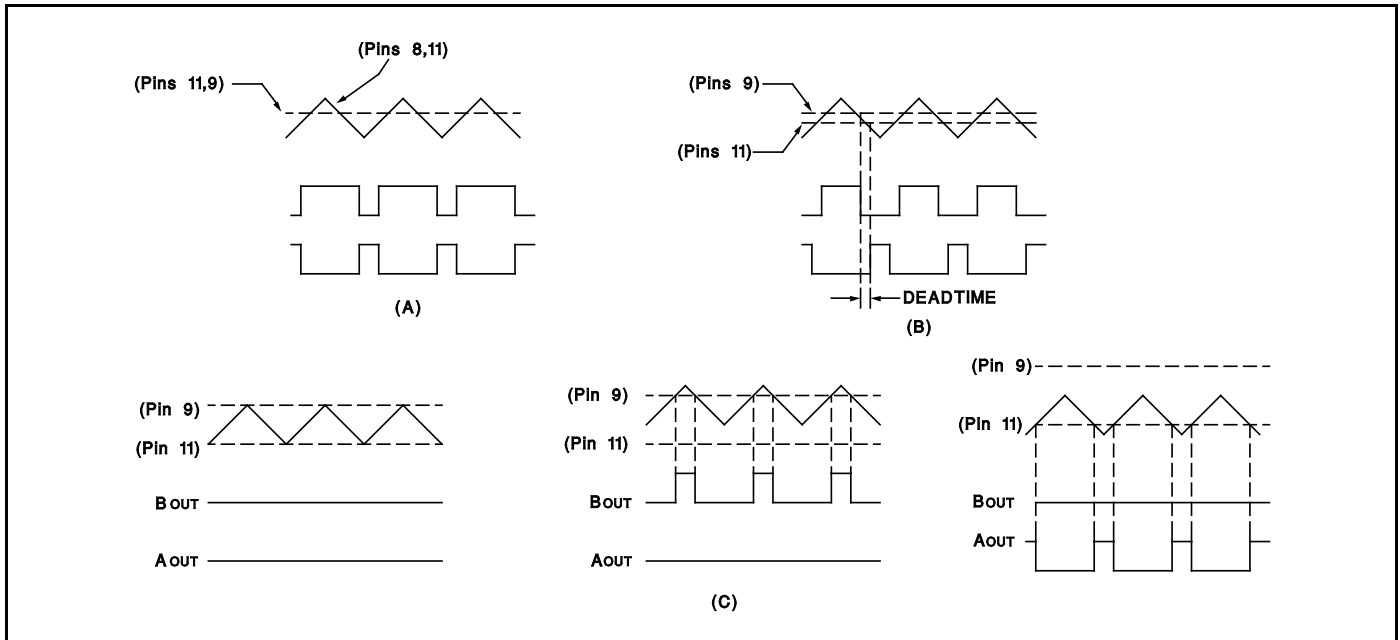 (Pins 8,11)
(Pins 11,9)
(A)
(Pins 9)
(Pins 11)
DEADTIME
(B)
(Pin 9)
(Pin 11)
BOUT
AOUT
(Pin 9)
(Pin 11)
BOUT
AOUT
(Pin 9)
(Pin 11)
BOUT
AOUT
(C)